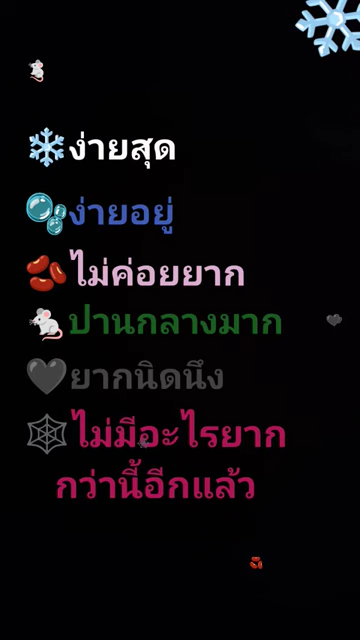 ❄️ง่ายสุด
🫧ง่ายอยู่
🫘ไม่ค่อยยาก
🐁ปานกลางมาก
🖤ยากนิดนึง
🕸️ไม่มีอะไรยาก
กว่านี้อีกแล้ว